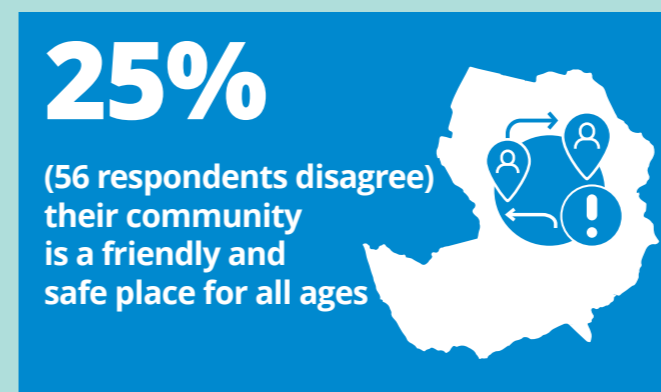 25%
(56 respondents disagree)
their community
is a friendly and
safe place for all ages